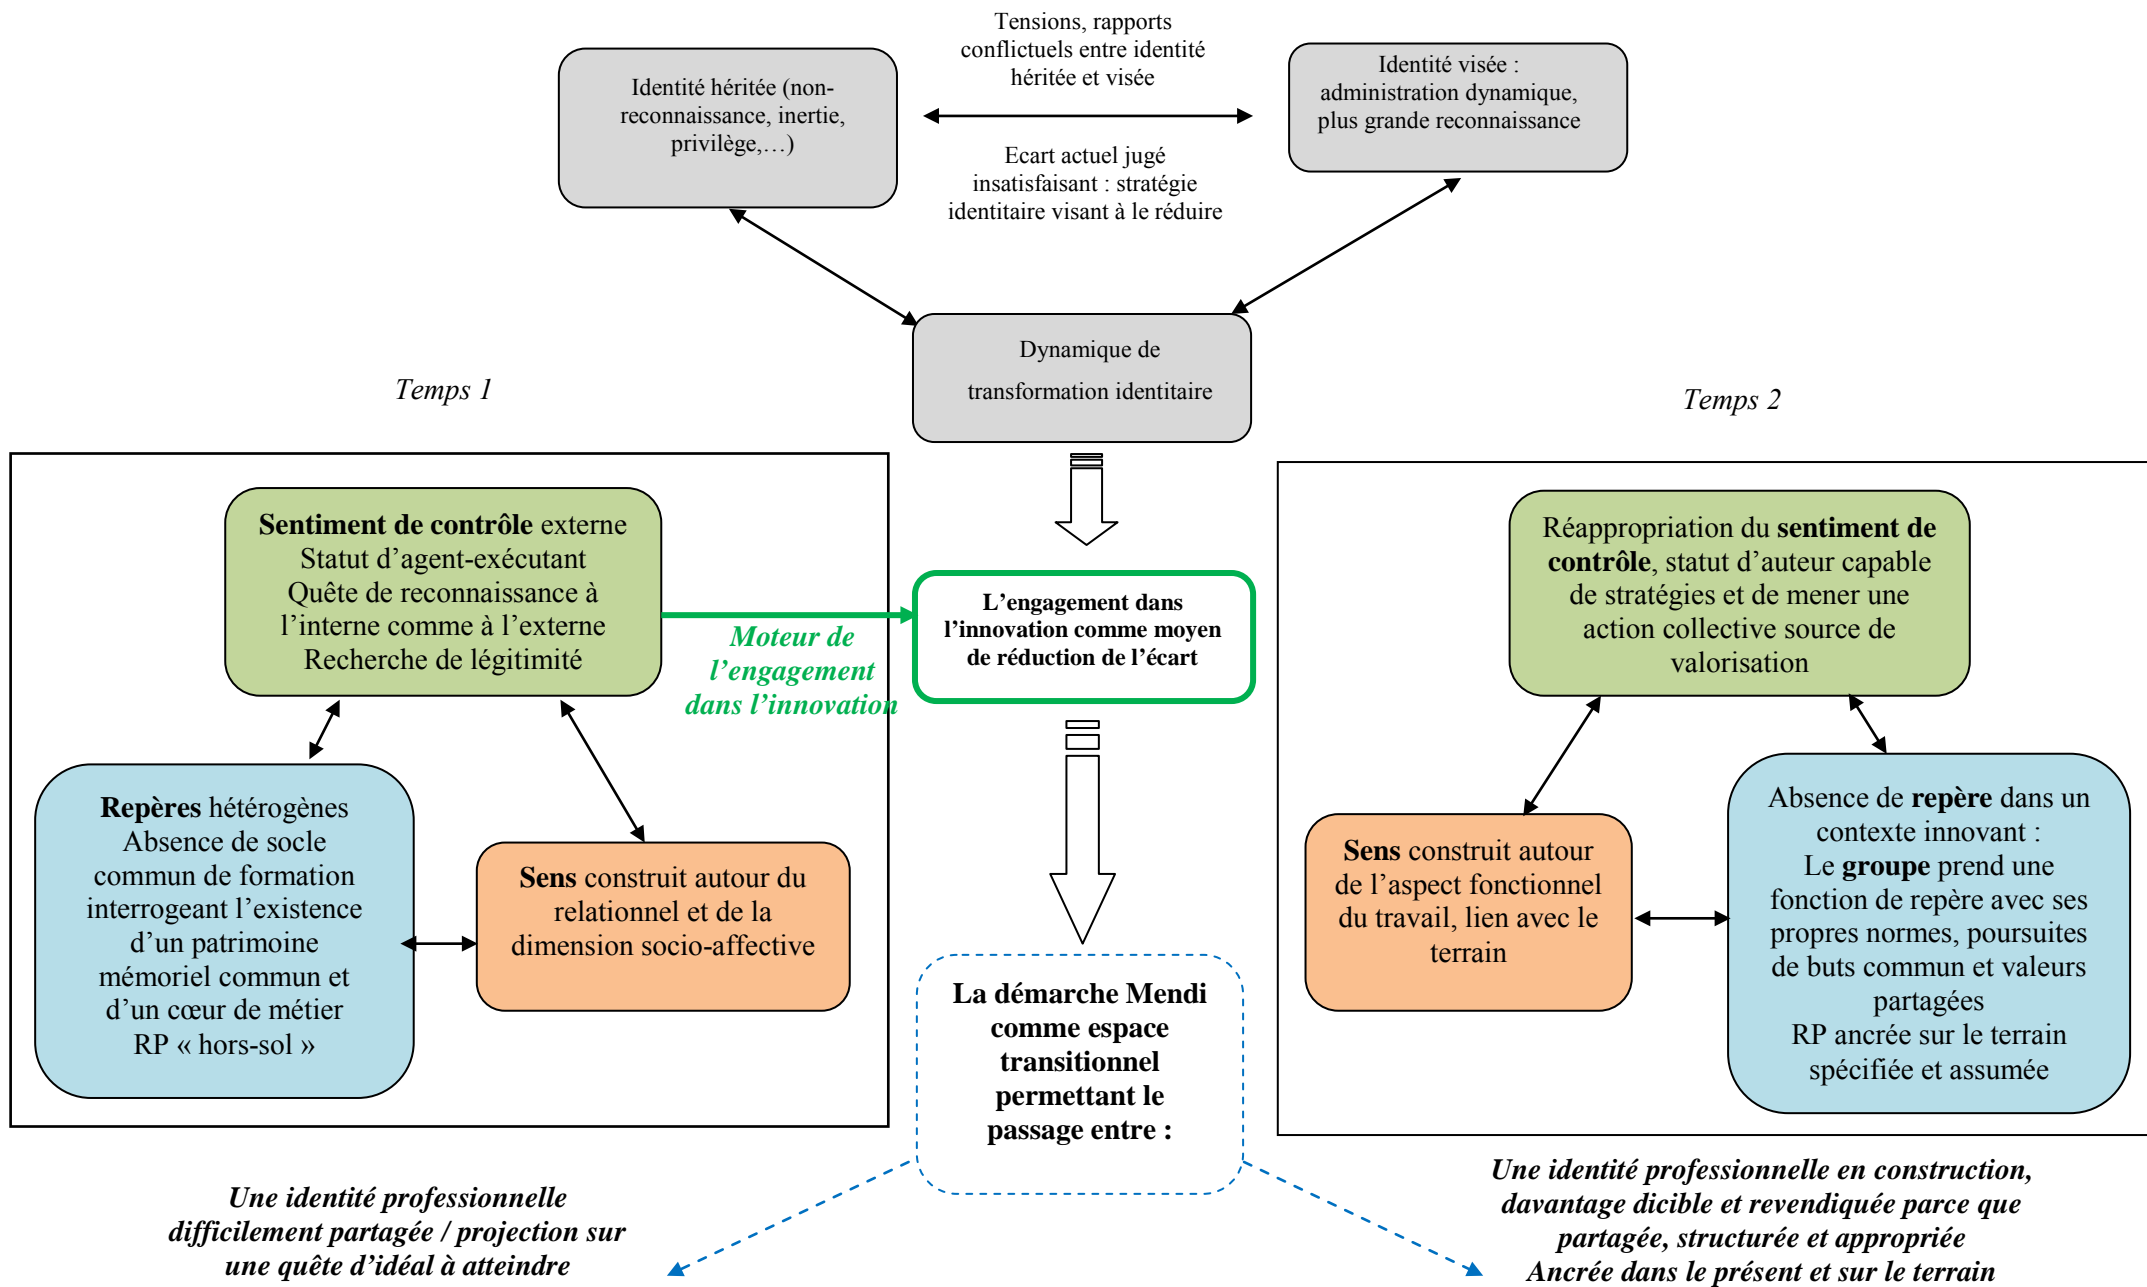 Tensions, rapports
conflictuels entre identité
héritée et visée
Identité héritée (non-
reconnaissance, inertie,
privilège,…)
Identité visée :
administration dynamique,
plus grande reconnaissance
Ecart actuel jugé
insatisfaisant : stratégie
identitaire visant à le réduire
Dynamique de
transformation identitaire
Temps 1
Temps 2
Sentiment de contrôle externe
Statut d’agent-exécutant
Quête de reconnaissance à
l’interne comme à l’externe
Recherche de légitimité
Moteur de
l’engagement
dans l’innovation
L’engagement dans
l’innovation comme moyen
de réduction de l’écart
Réappropriation du sentiment de
contrôle, statut d’auteur capable
de stratégies et de mener une
action collective source de
valorisation
Repères hétérogènes
Absence de socle
commun de formation
interrogeant l’existence
d’un patrimoine
mémoriel commun et
d’un cœur de métier
RP « hors-sol »
Sens construit autour du
relationnel et de la
dimension socio-affective
Sens construit autour
de l’aspect fonctionnel
du travail, lien avec le
terrain
Absence de repère dans un
contexte innovant :
Le groupe prend une
fonction de repère avec ses
propres normes, poursuites
de buts commun et valeurs
partagées
RP ancrée sur le terrain
spécifiée et assumée
La démarche Mendi
comme espace
transitionnel
permettant le
passage entre :
Une identité professionnelle
difficilement partagée / projection sur
une quête d’idéal à atteindre
Une identité professionnelle en construction,
davantage dicible et revendiquée parce que
partagée, structurée et appropriée
Ancrée dans le présent et sur le terrain